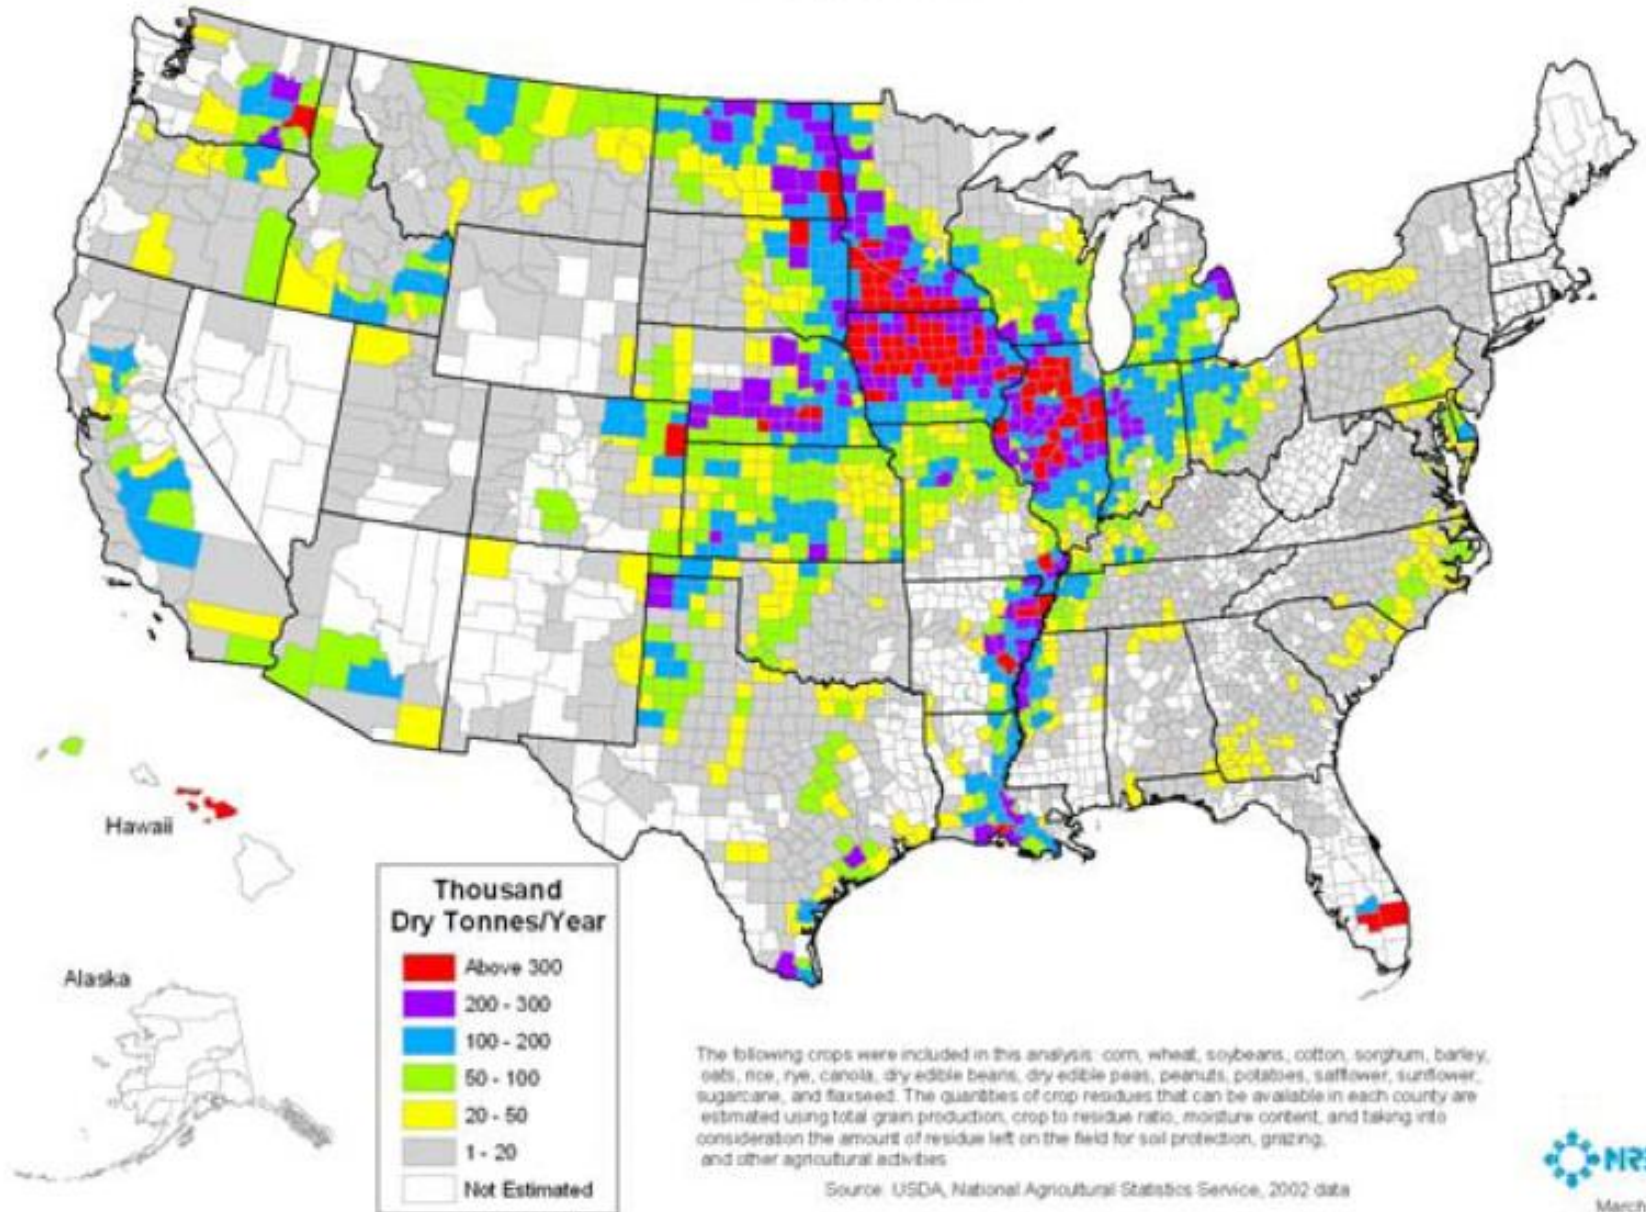 Hawaii
Alaska
Thousand
Dry Tonnes/Year
Above 300
200 - 300
100 - 200
50 - 100
20 - 50
1 - 20
Not Estimated
The following crops were included in this analysis: corn, wheat, soybeans, cotton, sorghum, barley,
oats, rice, rye, canola, dry edible beans, dry edible peas, peanuts, potatoes, safflower, sunflower,
sugarcane, and flaxseed. The quantities of crop residues that can be available in each county are
estimated using total grain production, crop to residue ratio, moisture content, and taking into
consideration the amount of residue left on the field for soil protection, grazing,
and other agricultural activities
Source: USDA, National Agricultural Statistics Service, 2002 data
March